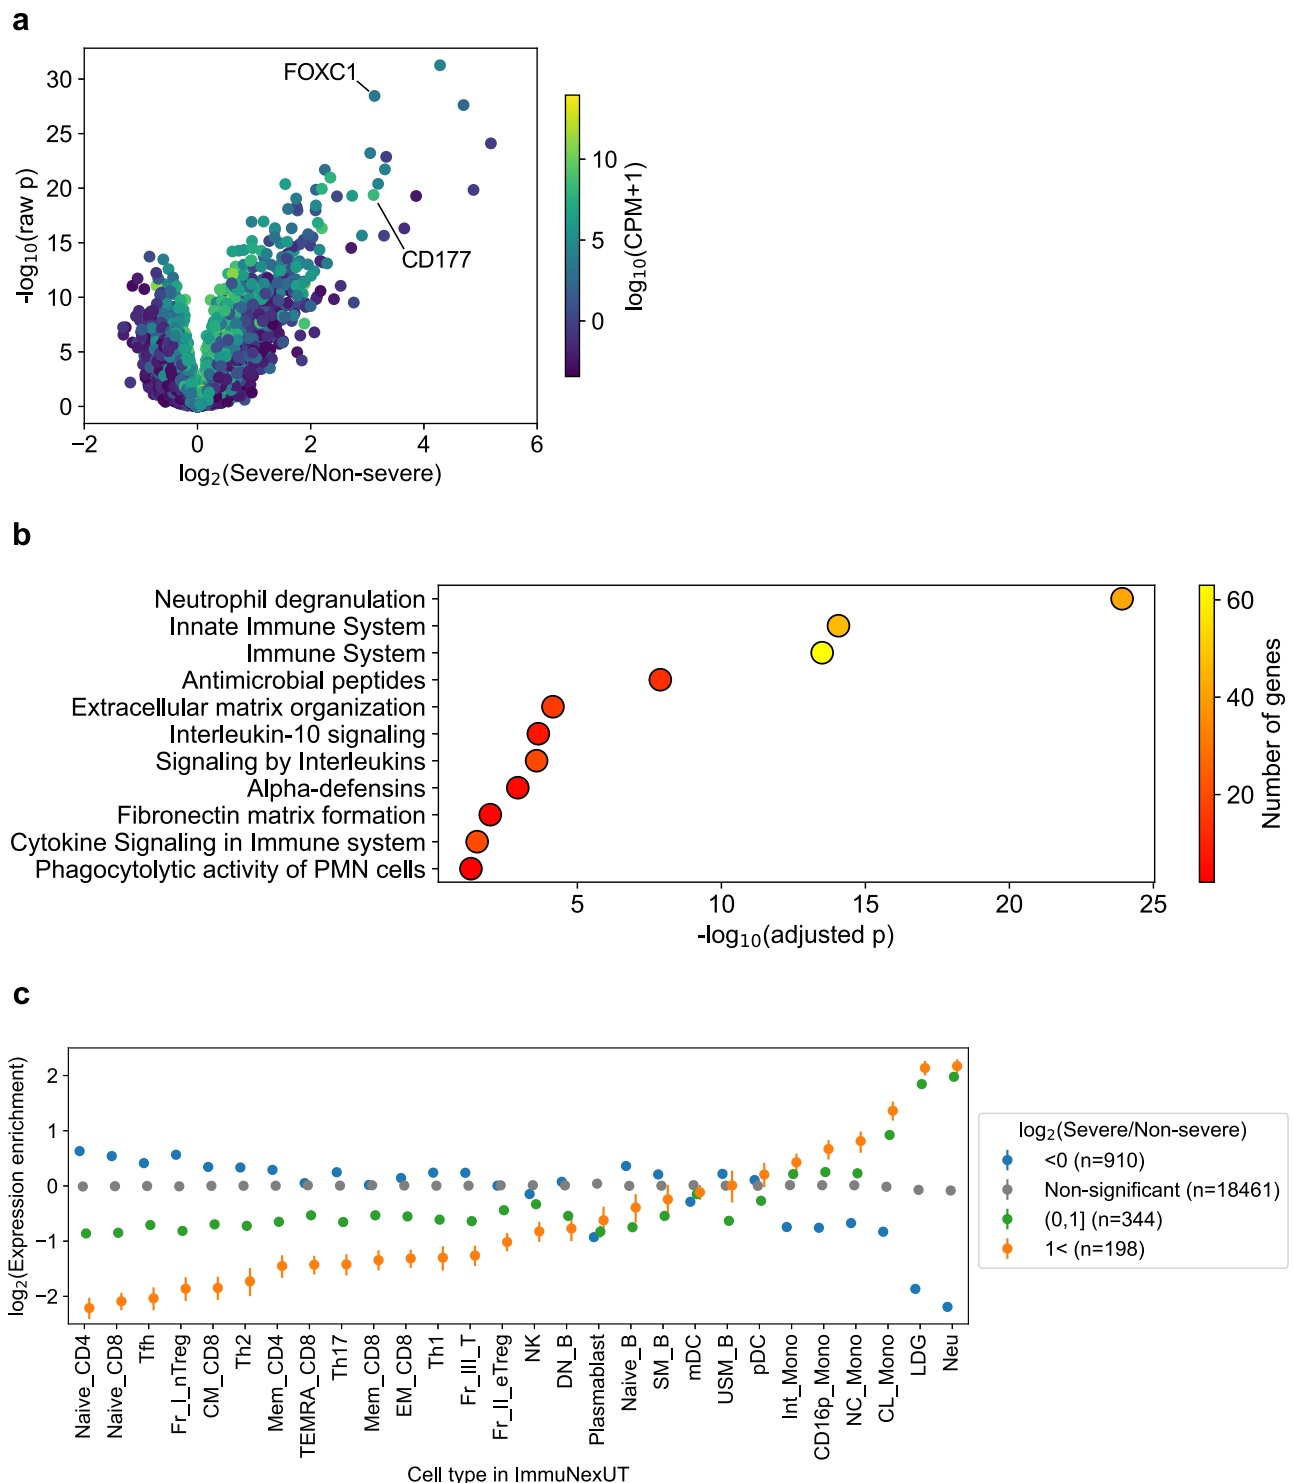 a
FOXC1
CD177
30
25
20
15
10
5
0
-log10(raw p)
−2
0
2
4
6
log2(Severe/Non-severe)
10
5
0
log10(CPM+1)
b
Neutrophil degranulation
Innate Immune System
Immune System
Antimicrobial peptides
Extracellular matrix organization
Interleukin-10 signaling
Signaling by Interleukins
Alpha-defensins
Fibronectin matrix formation
Cytokine Signaling in Immune system
Phagocytolytic activity of PMN cells
5
10
15
20
25
-log10(adjusted p)
60
40
20
Number of genes
c
log2(Expression enrichment)
2
1
0
−1
−2
Naive_CD4
Naive_CD8
Tfh
Fr_I_nTreg
CM_CD8
Th2
Mem_CD4
TEMRA_CD8
Th17
Mem_CD8
EM_CD8
Th1
Fr_III_T
Fr_II_eTreg
NK
DN_B
Plasmablast
Naive_B
SM_B
mDC
USM_B
pDC
Int_Mono
CD16p_Mono
NC_Mono
CL_Mono
LDG
Neu
Cell type in ImmuNexUT
log2(Severe/Non-severe)
<0 (n=910)
Non-significant (n=18461)
(0,1] (n=344)
1< (n=198)